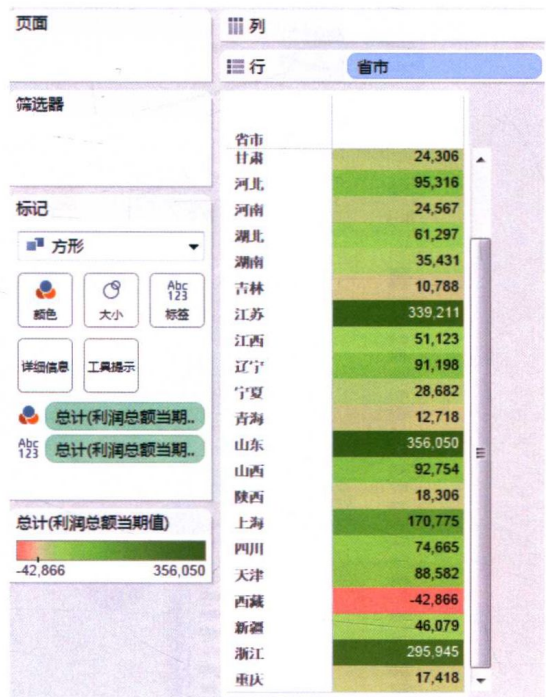 页面
列
行 省市
筛选器
省市
甘肃 24,306
河北 95,316
河南 24,567
湖北 61,297
湖南 35,431
吉林 10,788
江苏 339,211
江西 51,123
辽宁 91,198
宁夏 28,682
青海 12,718
山东 356,050
山西 92,754
陕西 18,306
上海 170,775
四川 74,665
天津 88,582
西藏 -42,866
新疆 46,079
浙江 295,945
重庆 17,418
标记
方形
颜色 大小 Abc 123 标签
详细信息 工具提示
总计(利润总额当期..
Abc 123 总计(利润总额当期..
总计(利润总额当期值)
-42,866 356,050